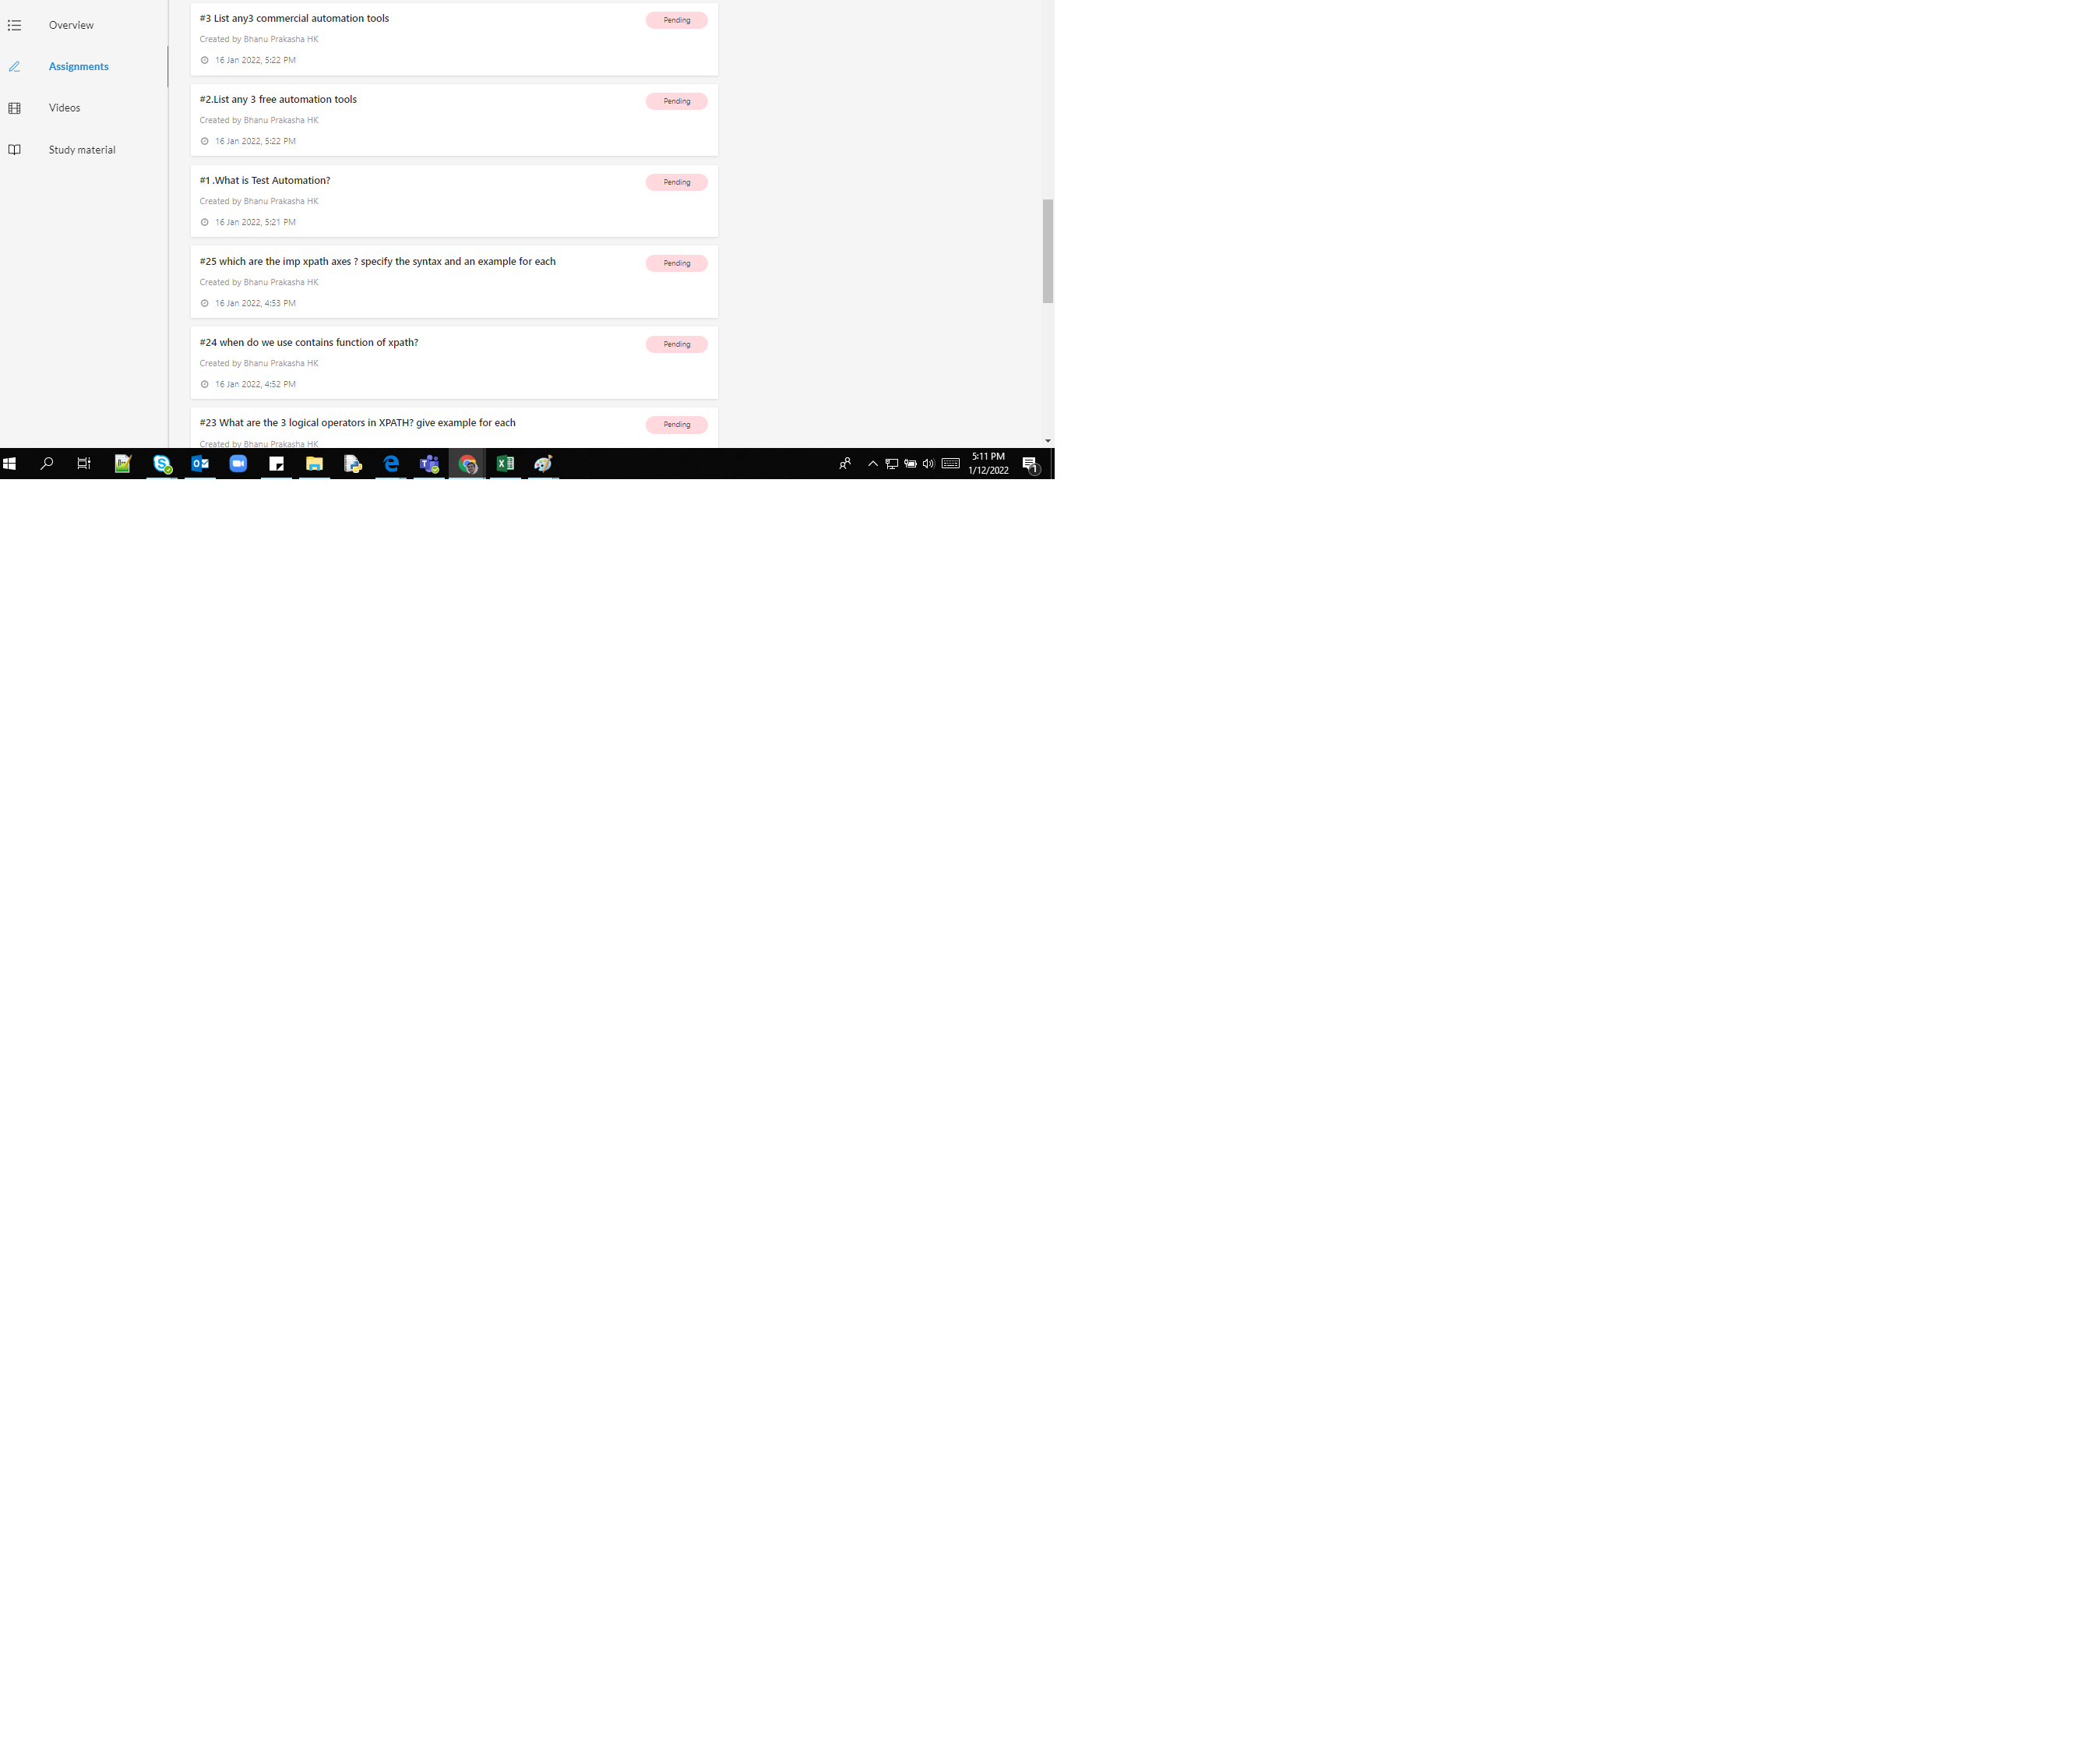 Overview
Assignments
Videos
Study material
#3 List any3 commercial automation tools
Pending
Created by Bhanu Prakasha HK
16 Jan 2022, 5:22 PM
#2.List any 3 free automation tools
Pending
Created by Bhanu Prakasha HK
16 Jan 2022, 5:22 PM
#1 .What is Test Automation?
Pending
Created by Bhanu Prakasha HK
16 Jan 2022, 5:21 PM
#25 which are the imp xpath axes ? specify the syntax and an example for each
Pending
Created by Bhanu Prakasha HK
16 Jan 2022, 4:53 PM
#24 when do we use contains function of xpath?
Pending
Created by Bhanu Prakasha HK
16 Jan 2022, 4:52 PM
#23 What are the 3 logical operators in XPATH? give example for each
Pending
Created by Bhanu Prakasha HK
5:11 PM
1/12/2022
1